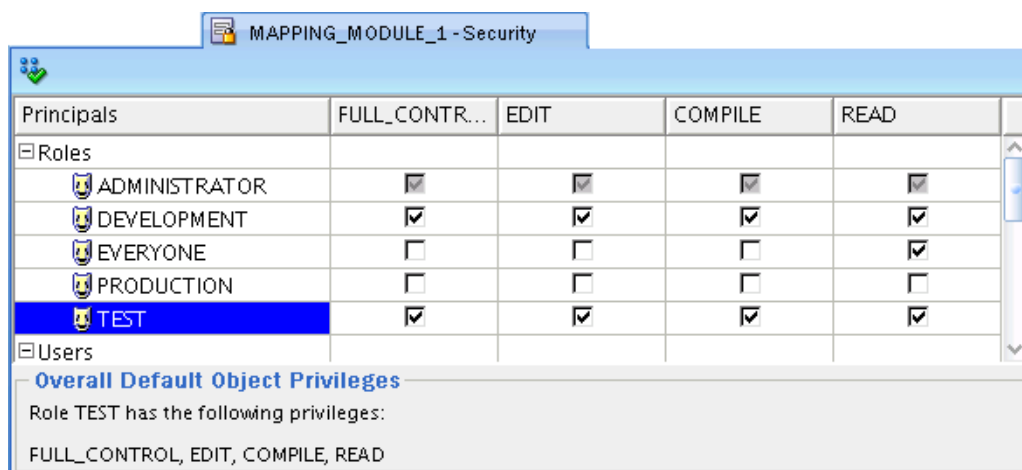 MAPPING_MODULE_1 - Security
Principals FULL_CONTR... EDIT COMPILE READ
Roles
ADMINISTRATOR
DEVELOPMENT
EVERYONE
PRODUCTION
TEST
Users
Overall Default Object Privileges
Role TEST has the following privileges:
FULL_CONTROL, EDIT, COMPILE, READ